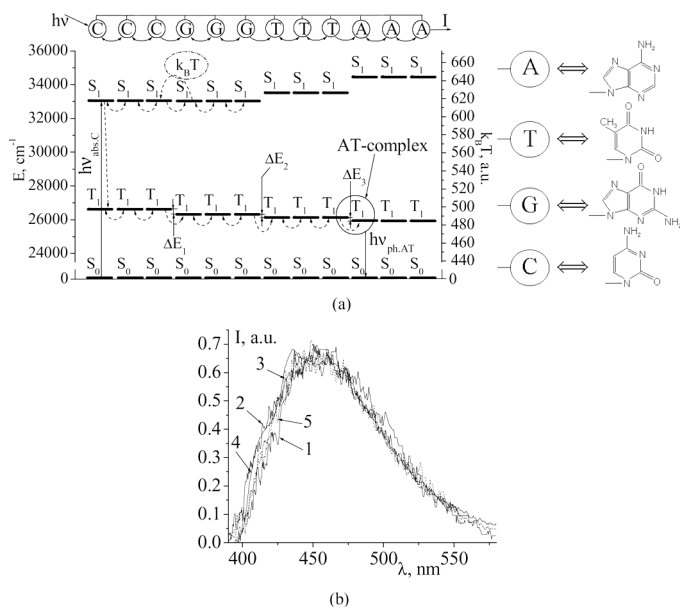 hν C C C G G G T T T A A A I
36000 34000 33000 31000 28000 26000 24000 0
E, cm⁻¹
S₁ S₁ S₁ S₁ S₁ S₁ S₁ S₁ S₁ S₁ S₁ S₁
k_BT
hν_abs,C
T₁ T₁ T₁ T₁ T₁ T₁ T₁ T₁ T₁ T₁ T₁ T₁
ΔE₁ ΔE₂ ΔE₃
AT-complex
hν_ph,AT
S₀ S₀ S₀ S₀ S₀ S₀ S₀ S₀ S₀ S₀ S₀ S₀
660 640 620 600 580 560 540 520 500 480 460 440 0
k_BT, a.u.
A
NH₂
N
N
N
N
T
O
CH₃
NH
N
O
G
O
N
NH
N
N
NH₂
C
NH₂
N
N
O
(a)
I, a.u.
0.7
0.6
0.5
0.4
0.3
0.2
0.1
0.0
3
2
5
4
1
400 450 500 550
λ, nm
(b)